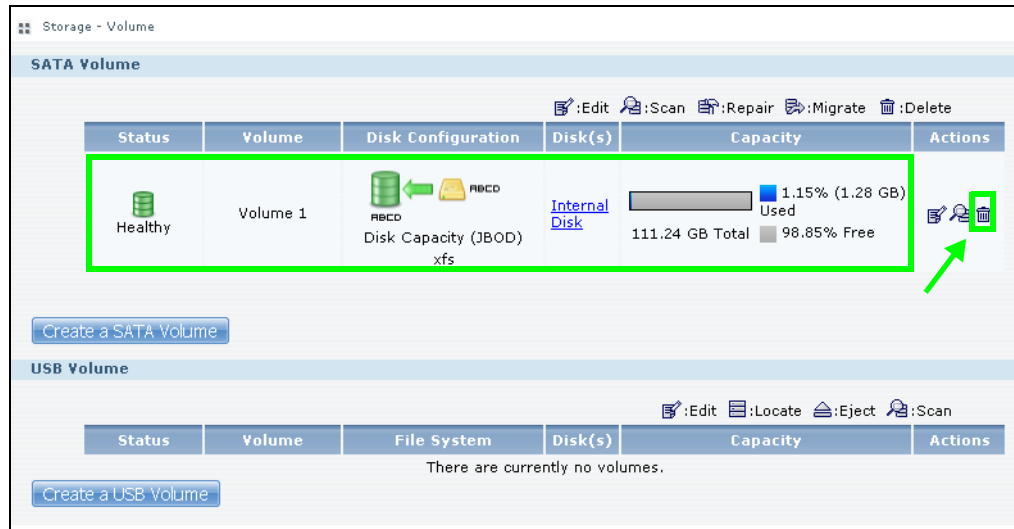 Storage - Volume
SATA Volume
:Edit :Scan :Repair :Migrate :Delete
Status Volume Disk Configuration Disk(s) Capacity Actions
Healthy
Volume 1
ABCD
ABCD
Disk Capacity (JBOD)
xfs
Internal
Disk
1.15% (1.28 GB)
Used
111.24 GB Total 98.85% Free
Create a SATA Volume
USB Volume
:Edit :Locate :Eject :Scan
Status Volume File System Disk(s) Capacity Actions
There are currently no volumes.
Create a USB Volume